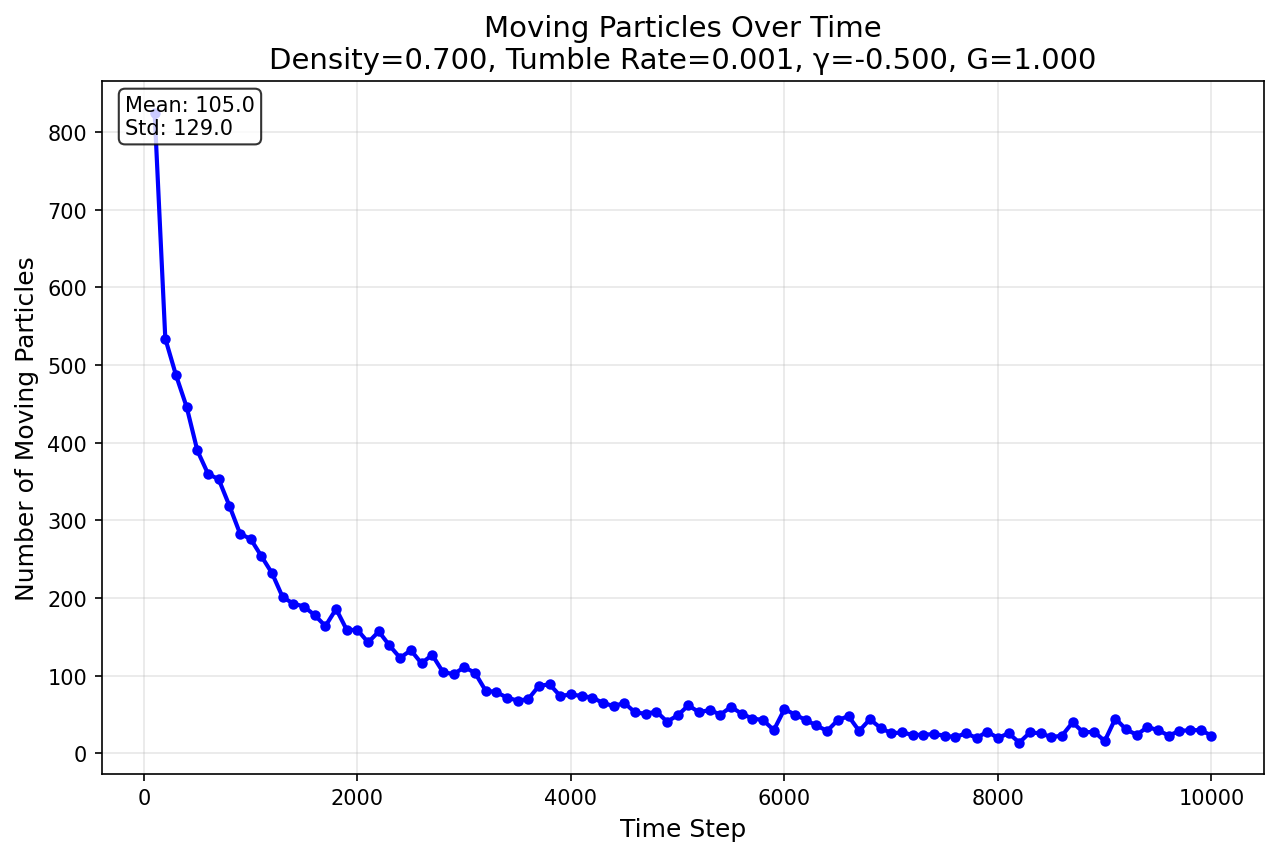 Moving Particles Over Time
Density=0.700, Tumble Rate=0.001, γ=-0.500, G=1.000
Mean: 105.0
Std: 129.0
Number of Moving Particles
800
700
600
500
400
300
200
100
0
0 2000 4000 6000 8000 10000
Time Step